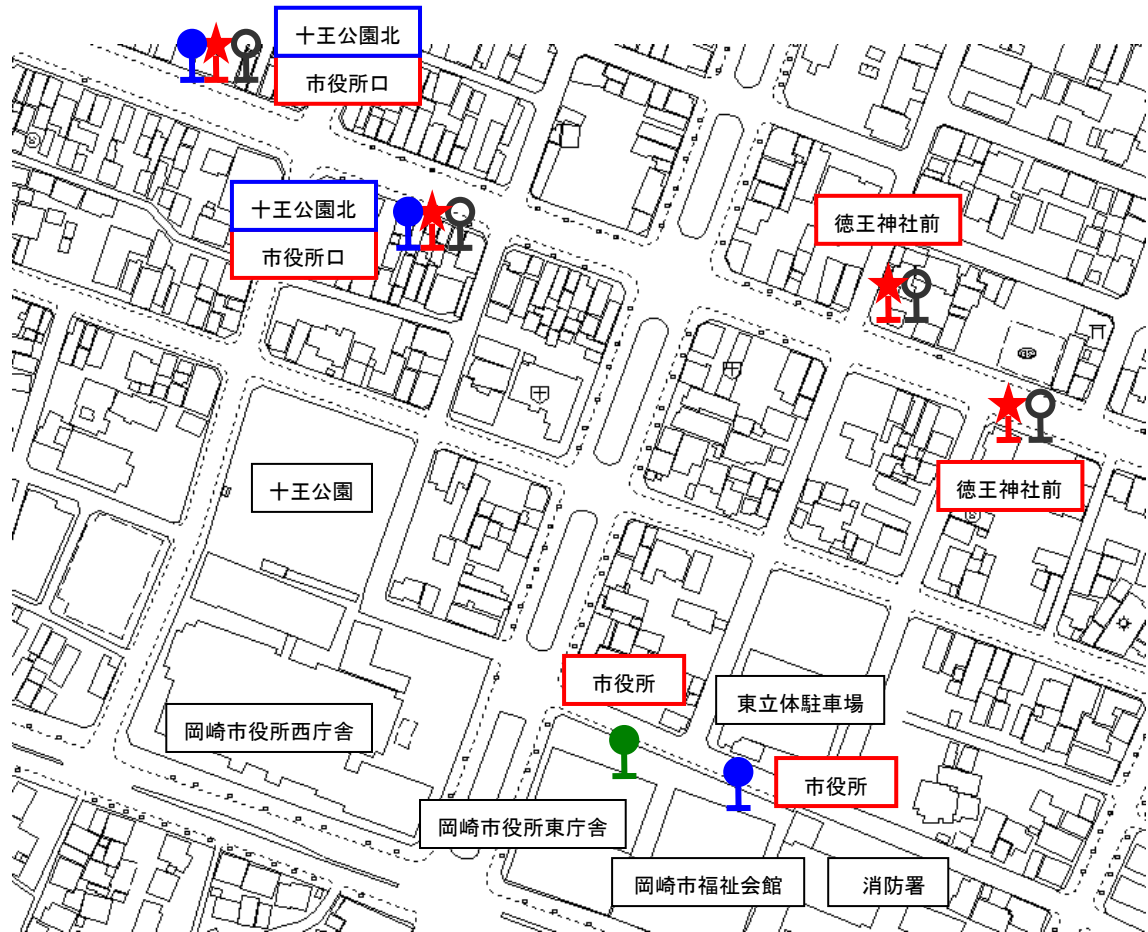 十王公園北
市役所口
十王公園北
市役所口
徳王神社前
徳王神社前
十王公園
市役所
東立体駐車場
岡崎市役所西庁舎
市役所
岡崎市役所東庁舎
岡崎市福祉会館
消防署